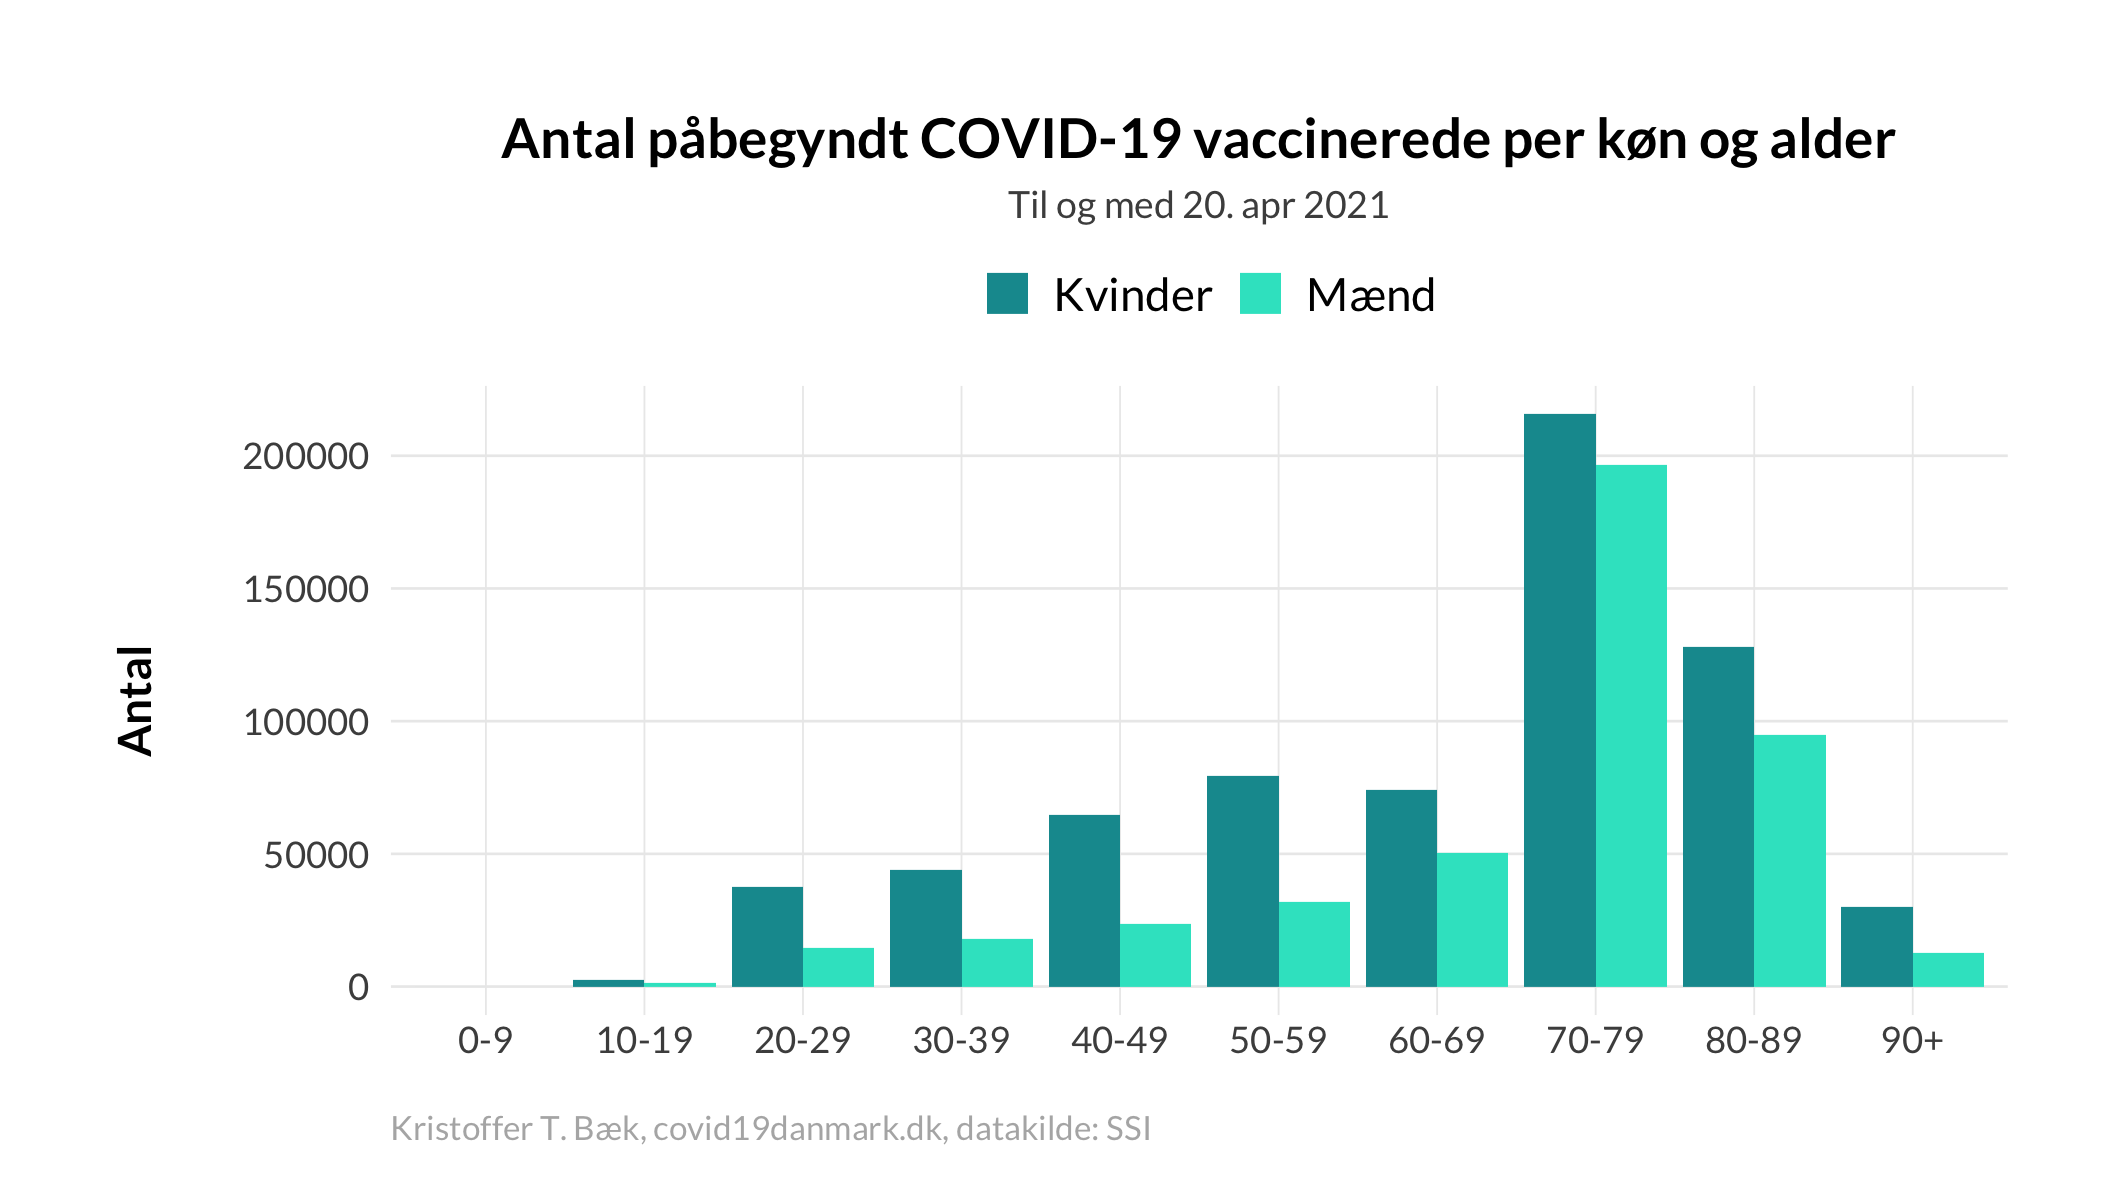 Antal påbegyndt COVID-19 vaccinerede per køn og alder
Til og med 20. apr 2021
Kvinder Mænd
Antal
200000
150000
100000
50000
0
0-9 10-19 20-29 30-39 40-49 50-59 60-69 70-79 80-89 90+
Kristoffer T. Bæk, covid19danmark.dk, datakilde: SSI